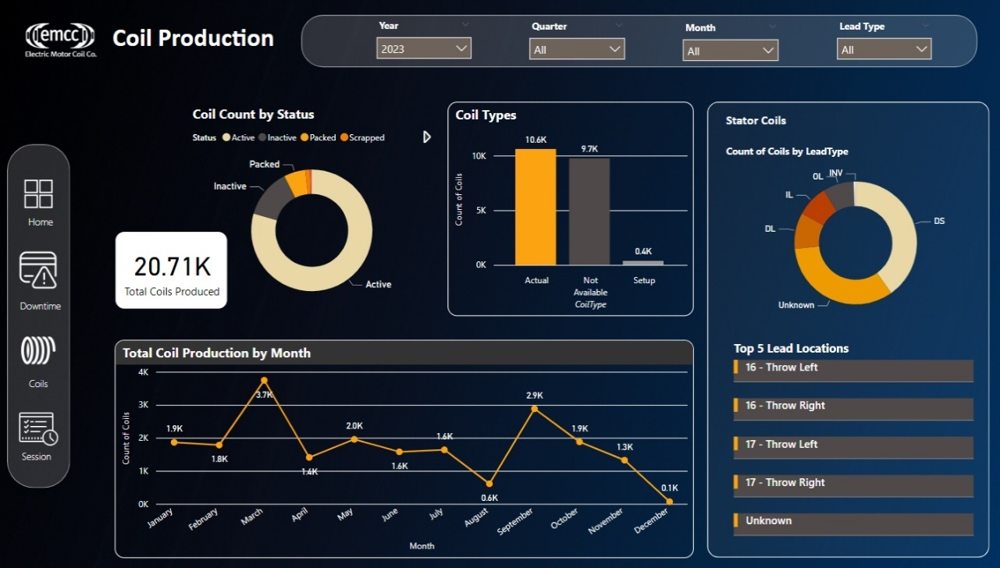 emcc
Electric Motor Coil Co.
Coil Production
Year
2023
Quarter
All
Month
All
Lead Type
All
Home
Downtime
Coils
Session
Coil Count by Status
Status Active Inactive Packed Scrapped
Packed
Inactive
Active
20.71K
Total Coils Produced
Coil Types
Count of Coils
10K
5K
0K
10.6K
9.7K
0.4K
Actual
Not
Available
Setup
CoilType
Stator Coils
Count of Coils by LeadType
OL
INV
IL
DS
DL
Unknown
Top 5 Lead Locations
16 - Throw Left
16 - Throw Right
17 - Throw Left
17 - Throw Right
Unknown
Total Coil Production by Month
Count of Coils
4K
3K
2K
1K
0K
1.9K
1.8K
3.7K
1.4K
2.0K
1.6K
1.6K
0.6K
2.9K
1.9K
1.3K
0.1K
January
February
March
April
May
June
July
August
September
October
November
December
Month